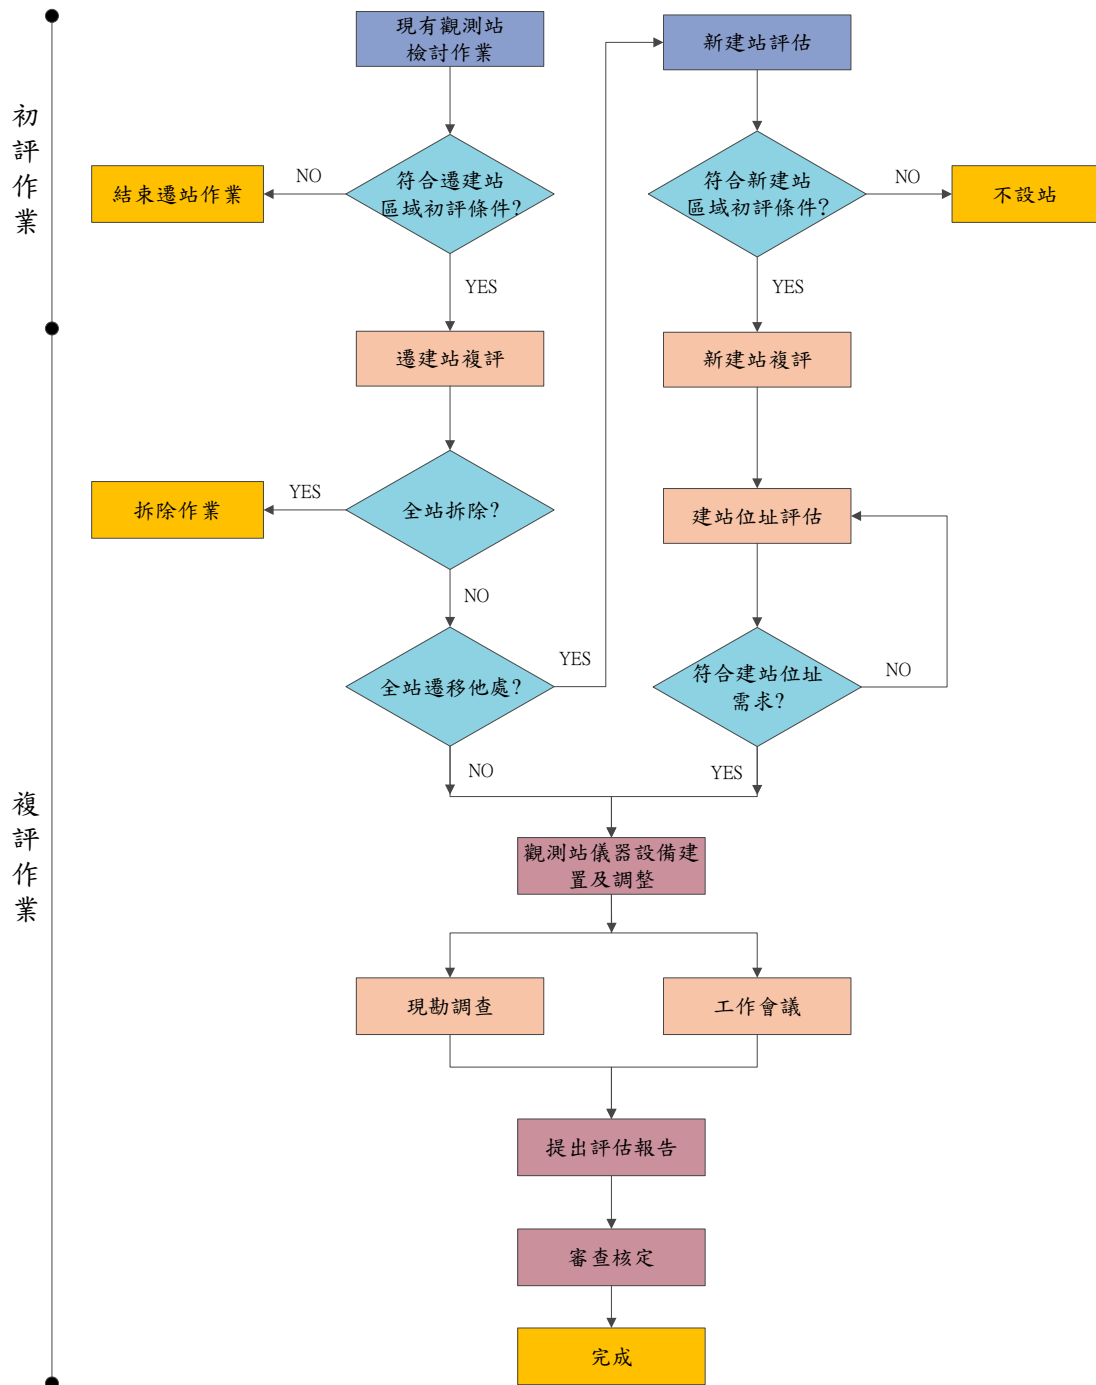 初評作業
現有觀測站
檢討作業
新建站評估
符合遷建站
區域初評條件?
NO
結束遷站作業
符合新建站
區域初評條件?
NO
不設站
YES
YES
複評作業
遷建站複評
新建站複評
全站拆除?
YES
拆除作業
建站位址評估
NO
全站遷移他處?
YES
符合建站位址
需求?
NO
NO
YES
觀測站儀器設備建
置及調整
現勘調查
工作會議
提出評估報告
審查核定
完成